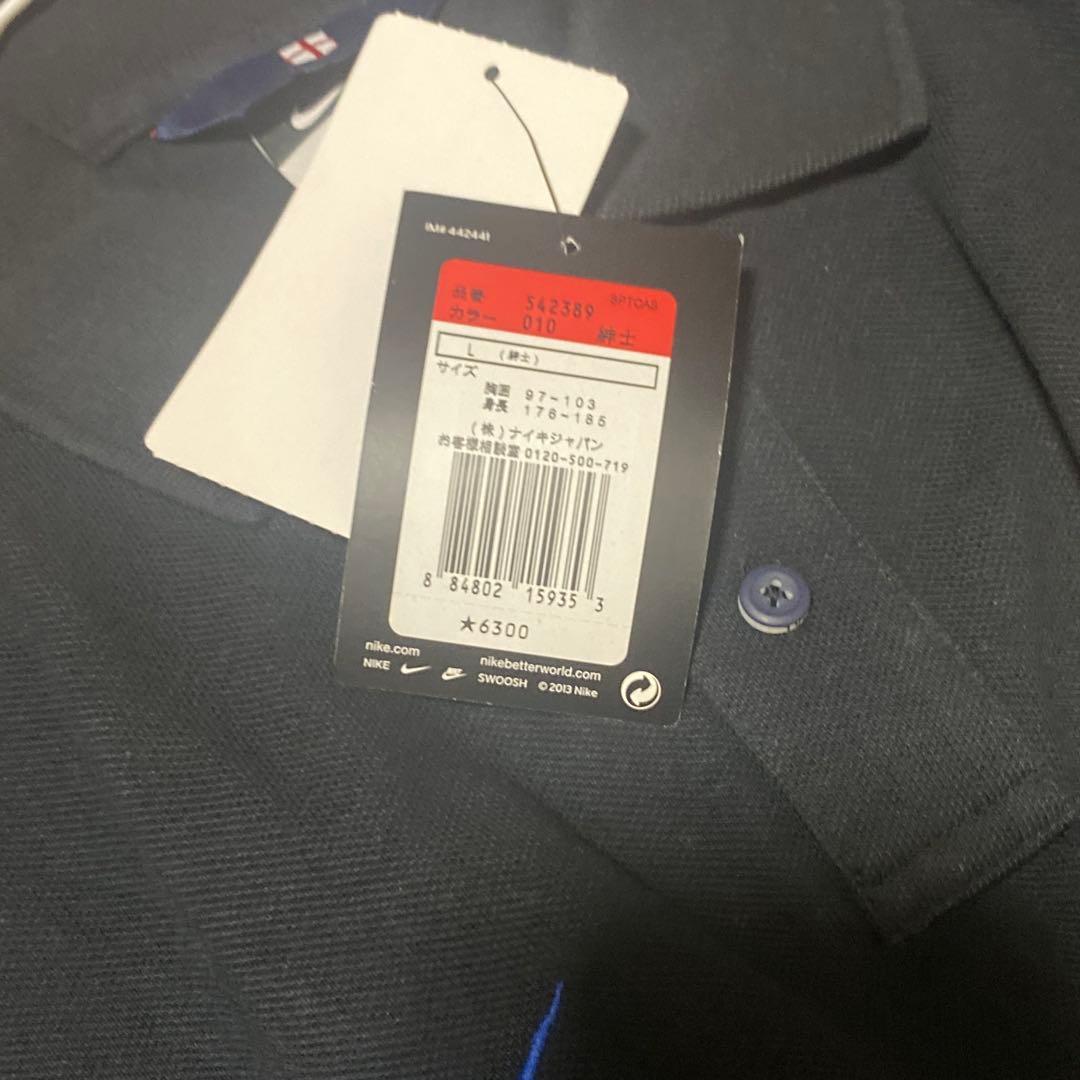 IM# 442441
品番 542389 SPTCAS
カラー 010 紳士
L (紳士)
サイズ
胸囲 97-103
身長 176-185
(株)ナイキジャパン
お客様相談室 0120-500-719
8 84802 15935 3
★6300
nike.com nikebetterworld.com
NIKE SWOOSH © 2013 Nike